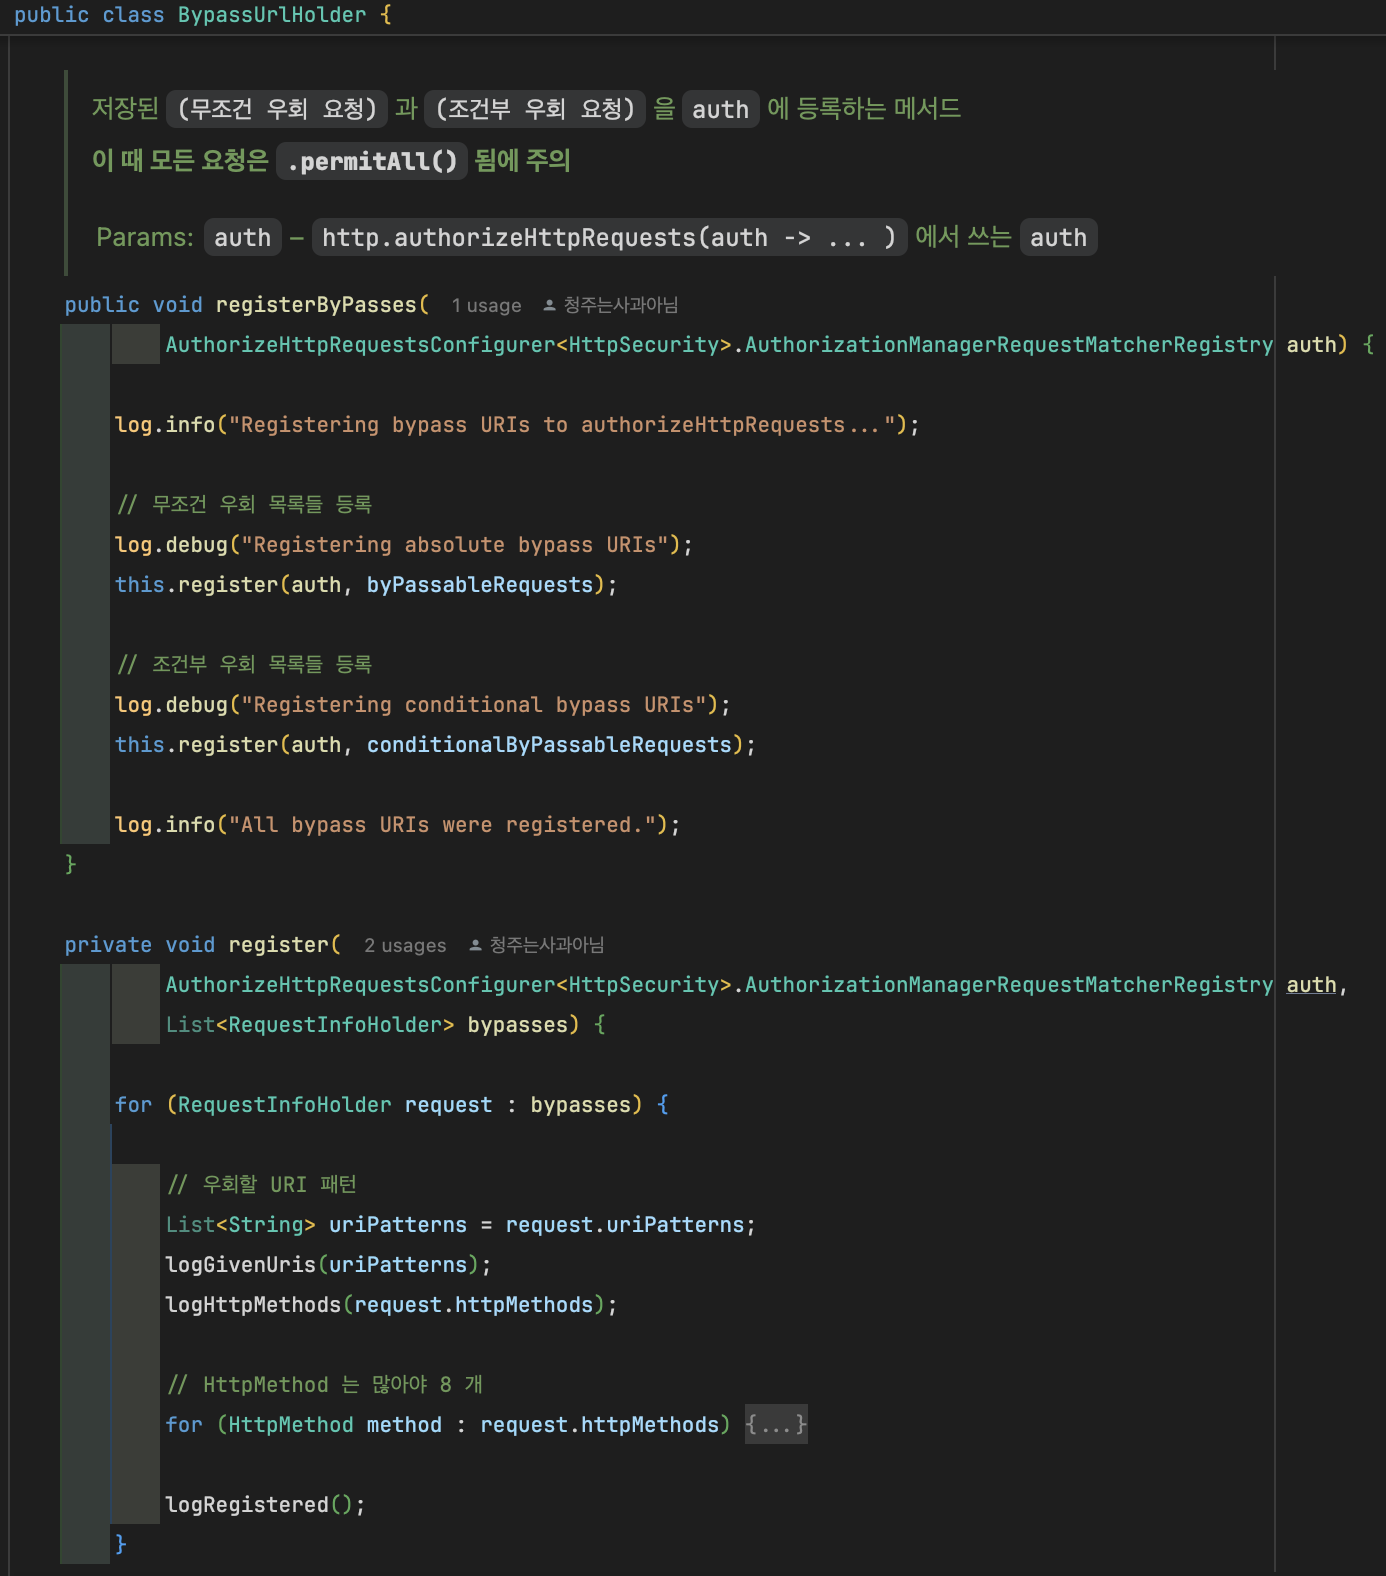 public class BypassUrlHolder {
저장된 (무조건 우회 요청) 과 (조건부 우회 요청) 을 auth 에 등록하는 메서드
이 때 모든 요청은 .permitAll() 됨에 주의
Params: auth – http.authorizeHttpRequests(auth -> ... ) 에서 쓰는 auth
public void registerByPasses( 1 usage 청주는사과아님
AuthorizeHttpRequestsConfigurer<HttpSecurity>.AuthorizationManagerRequestMatcherRegistry auth) {
log.info("Registering bypass URIs to authorizeHttpRequests...");
// 무조건 우회 목록들 등록
log.debug("Registering absolute bypass URIs");
this.register(auth, byPassableRequests);
// 조건부 우회 목록들 등록
log.debug("Registering conditional bypass URIs");
this.register(auth, conditionalByPassableRequests);
log.info("All bypass URIs were registered.");
}
private void register( 2 usages 청주는사과아님
AuthorizeHttpRequestsConfigurer<HttpSecurity>.AuthorizationManagerRequestMatcherRegistry auth,
List<RequestInfoHolder> bypasses) {
for (RequestInfoHolder request : bypasses) {
// 우회할 URI 패턴
List<String> uriPatterns = request.uriPatterns;
logGivenUris(uriPatterns);
logHttpMethods(request.httpMethods);
// HttpMethod 는 많아야 8 개
for (HttpMethod method : request.httpMethods) {...}
logRegistered();
}